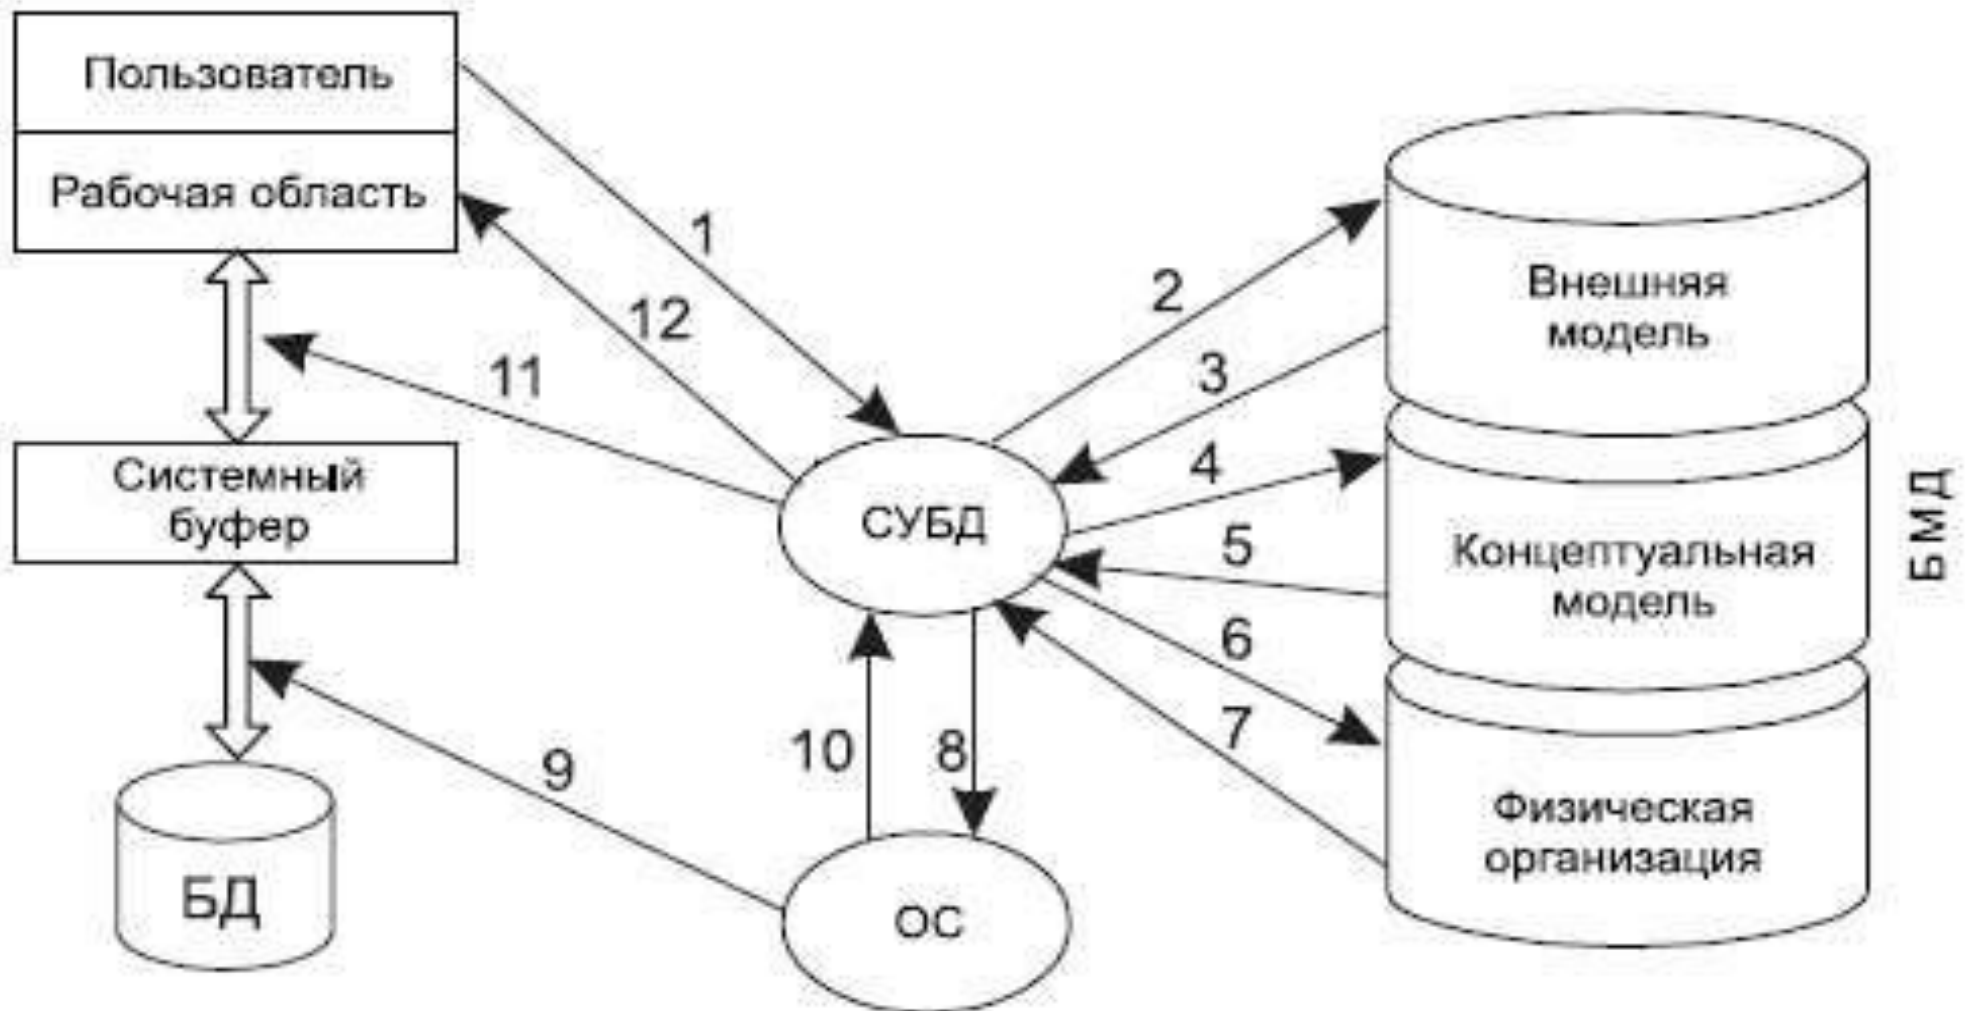 Пользователь
Рабочая область
1
12
11
2
3
4
5
6
7
Внешняя
модель
Системный
буфер
СУБД
Концептуальная
модель
БМД
9
10
8
Физическая
организация
БД
ОС